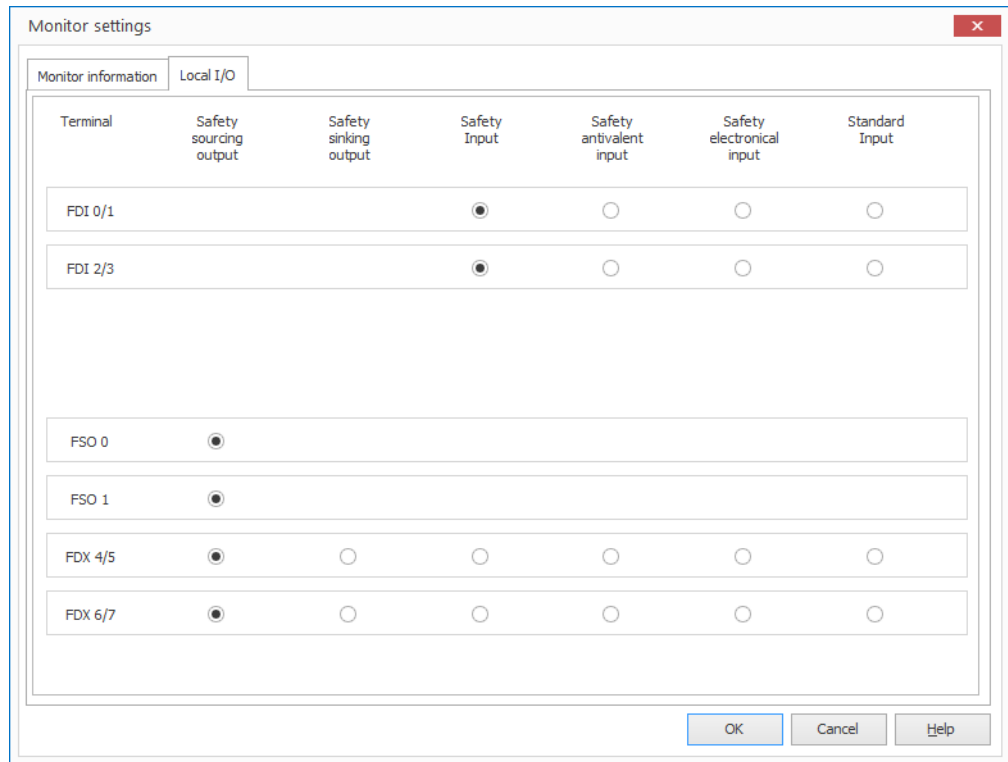 Monitor settings
Monitor information
Local I/O
Terminal
Safety
sourcing
output
Safety
sinking
output
Safety
Input
Safety
antivalent
input
Safety
electronical
input
Standard
Input
FDI 0/1
FDI 2/3
FSO 0
FSO 1
FDX 4/5
FDX 6/7
OK
Cancel
Help